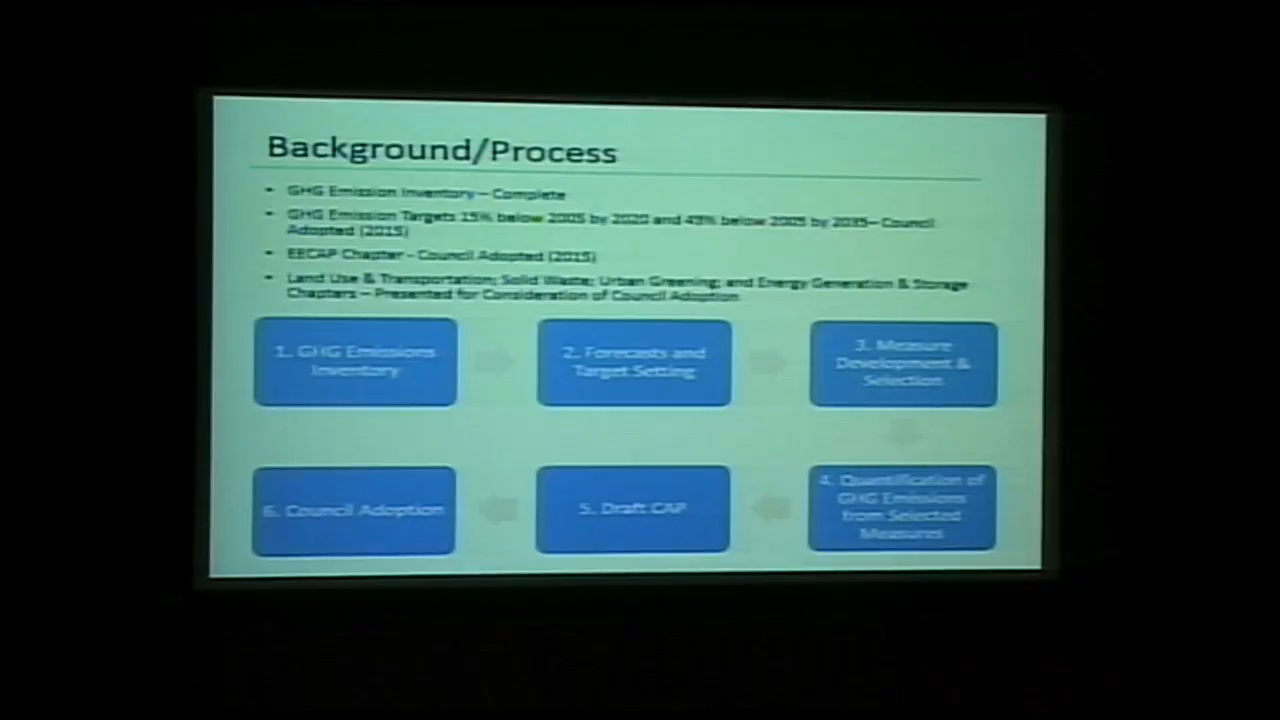 Background/Process
• GHG Emission Inventory – Complete
• GHG Emission Targets 15% below 2005 by 2020 and 49% below 2005 by 2035– Council
Adopted (2015)
• EECAP Chapter - Council Adopted (2015)
• Land Use & Transportation; Solid Waste; Urban Greening; and Energy Generation & Storage
Chapters – Presented for Consideration of Council Adoption
1. GHG Emissions
Inventory
2. Forecasts and
Target Setting
3. Measure
Development &
Selection
4. Quantification of
GHG Emissions
from Selected
Measures
5. Draft CAP
6. Council Adoption